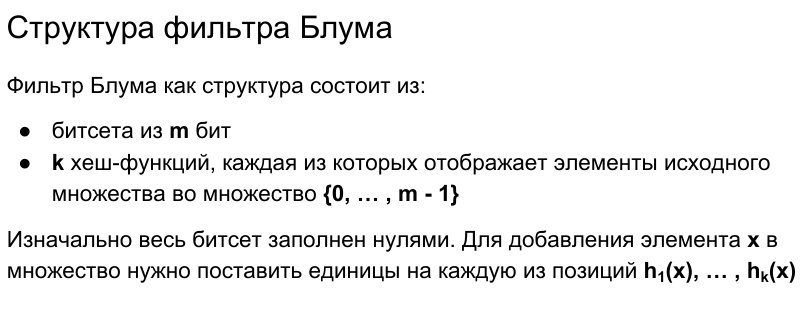 Структура фильтра Блума
Фильтр Блума как структура состоит из:
● битсета из m бит
● k хеш-функций, каждая из которых отображает элементы исходного
множества во множество {0, … , m - 1}
Изначально весь битсет заполнен нулями. Для добавления элемента x в
множество нужно поставить единицы на каждую из позиций h₁(x), … , hₖ(x)